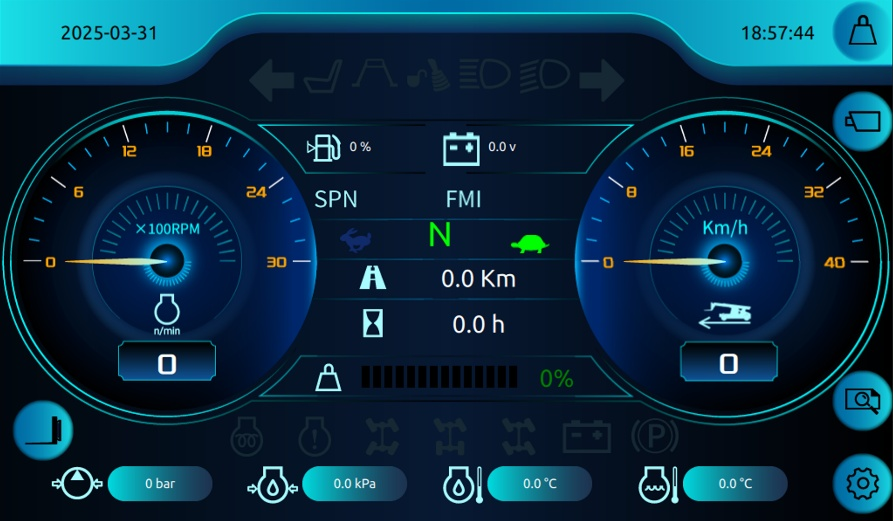 2025-03-31
18:57:44
0 %
0.0 v
12
18
6
24
0
30
×100RPM
n/min
0
SPN
FMI
N
0.0 Km
0.0 h
0%
16
24
8
32
0
40
Km/h
0
(P)
0 bar
0.0 kPa
0.0 °C
0.0 °C